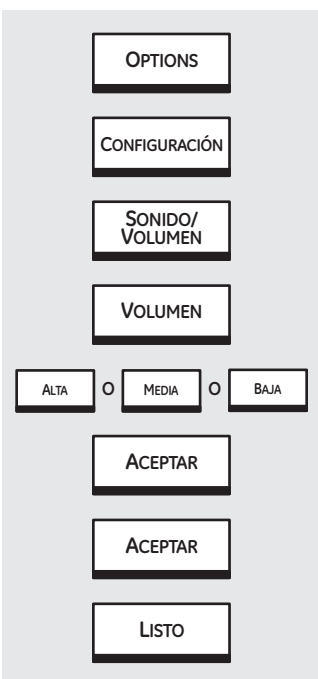 OPTIONS
CONFIGURACIÓN
SONIDO/
VOLUMEN
VOLUMEN
ALTA O MEDIA O BAJA
ACEPTAR
ACEPTAR
LISTO